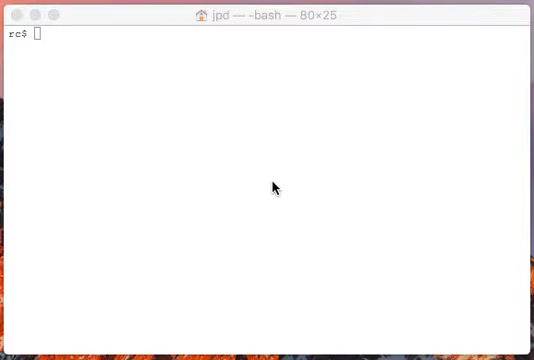 jpd — -bash — 80×25
rc$